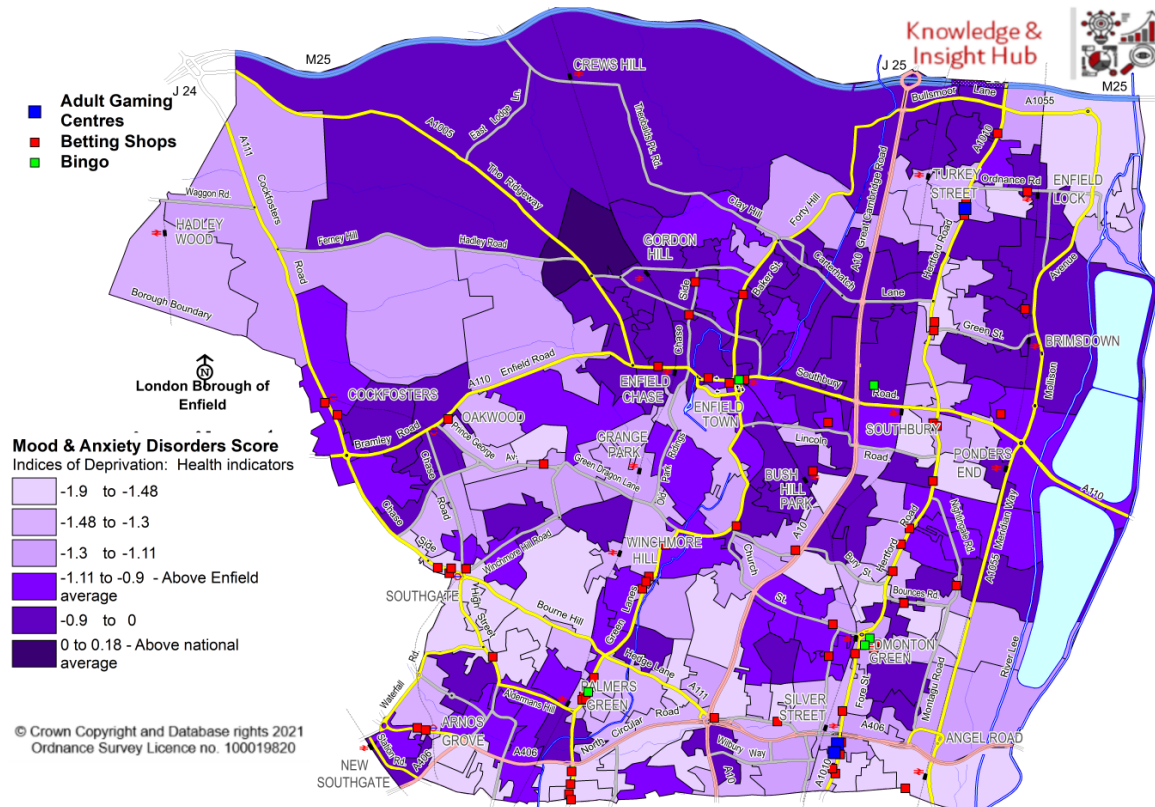 Knowledge &
Insight Hub
M25
J 24
J 25
M25
CREWS HILL
Bullsmoor Lane
A1055
Adult Gaming
Centres
Betting Shops
Bingo
A111
Cockfosters
Road
A1005
East Lodge Ln.
The Ridgeway
Theobalds Pk. Rd.
A1010
A10 Great Cambridge Road
TURKEY
STREET
Ordnance Rd
ENFIELD
LOCK
Waggon Rd.
HADLEY
WOOD
Clay Hill
Forty Hill
Hertford Road
Ferney Hill
Hadley Road
GORDON
HILL
Baker St.
Carterhatch
Lane
Avenue
Borough Boundary
Side
Chase
Green St.
BRIMSDOWN
Mollison
N
London Borough of
Enfield
A110
Enfield Road
ENFIELD
CHASE
Southbury
Road.
COCKFOSTERS
OAKWOOD
ENFIELD
TOWN
SOUTHBURY
Bramley Road
Prince George
Av
GRANGE
PARK
Lincoln
Road
PONDERS
END
Mood & Anxiety Disorders Score
Indices of Deprivation: Health indicators
-1.9 to -1.48
-1.48 to -1.3
-1.3 to -1.11
-1.11 to -0.9 - Above Enfield
average
-0.9 to 0
0 to 0.18 - Above national
average
Chase
Road
Green Dragon Lane
Old Park Ridings
BUSH
HILL
PARK
A110
Chase
Side
Winchmore Hill Road
WINCHMORE
HILL
A10
Hertford
Road
Nightingale Rd.
A1055 Meridian Way
Church
St.
Bury St.
Bounces Rd.
SOUTHGATE
High Street
Bourne Hill
Green Lanes
Hedge Lane
EDMONTON
GREEN
River Lee
Rd.
Waterfall
Aldermans Hill
PALMERS
GREEN
A111
SILVER
STREET
Fore St.
Montagu Road
ARNOS
GROVE
Station Rd.
A406
A406
North Circular Road
Wilbury Way
A406
ANGEL ROAD
NEW
SOUTHGATE
A10
A1010
© Crown Copyright and Database rights 2021
Ordnance Survey Licence no. 100019820